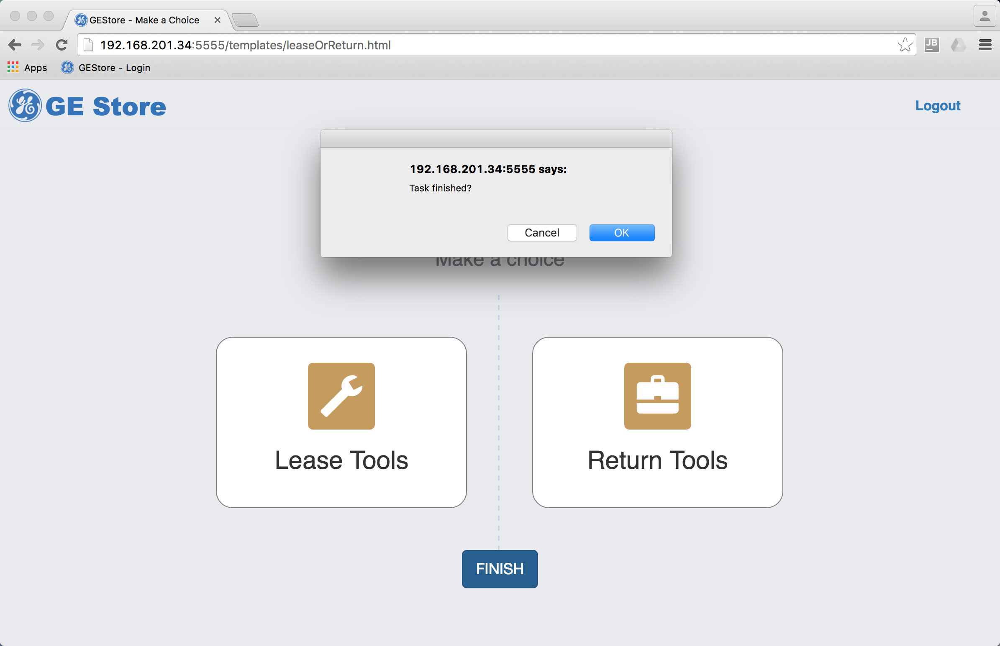 GEStore - Make a Choice
192.168.201.34:5555/templates/leaseOrReturn.html
JB
Apps
GEStore - Login
GE
GE Store
Logout
192.168.201.34:5555 says:
Task finished?
Cancel
OK
Make a choice
Lease Tools
Return Tools
FINISH